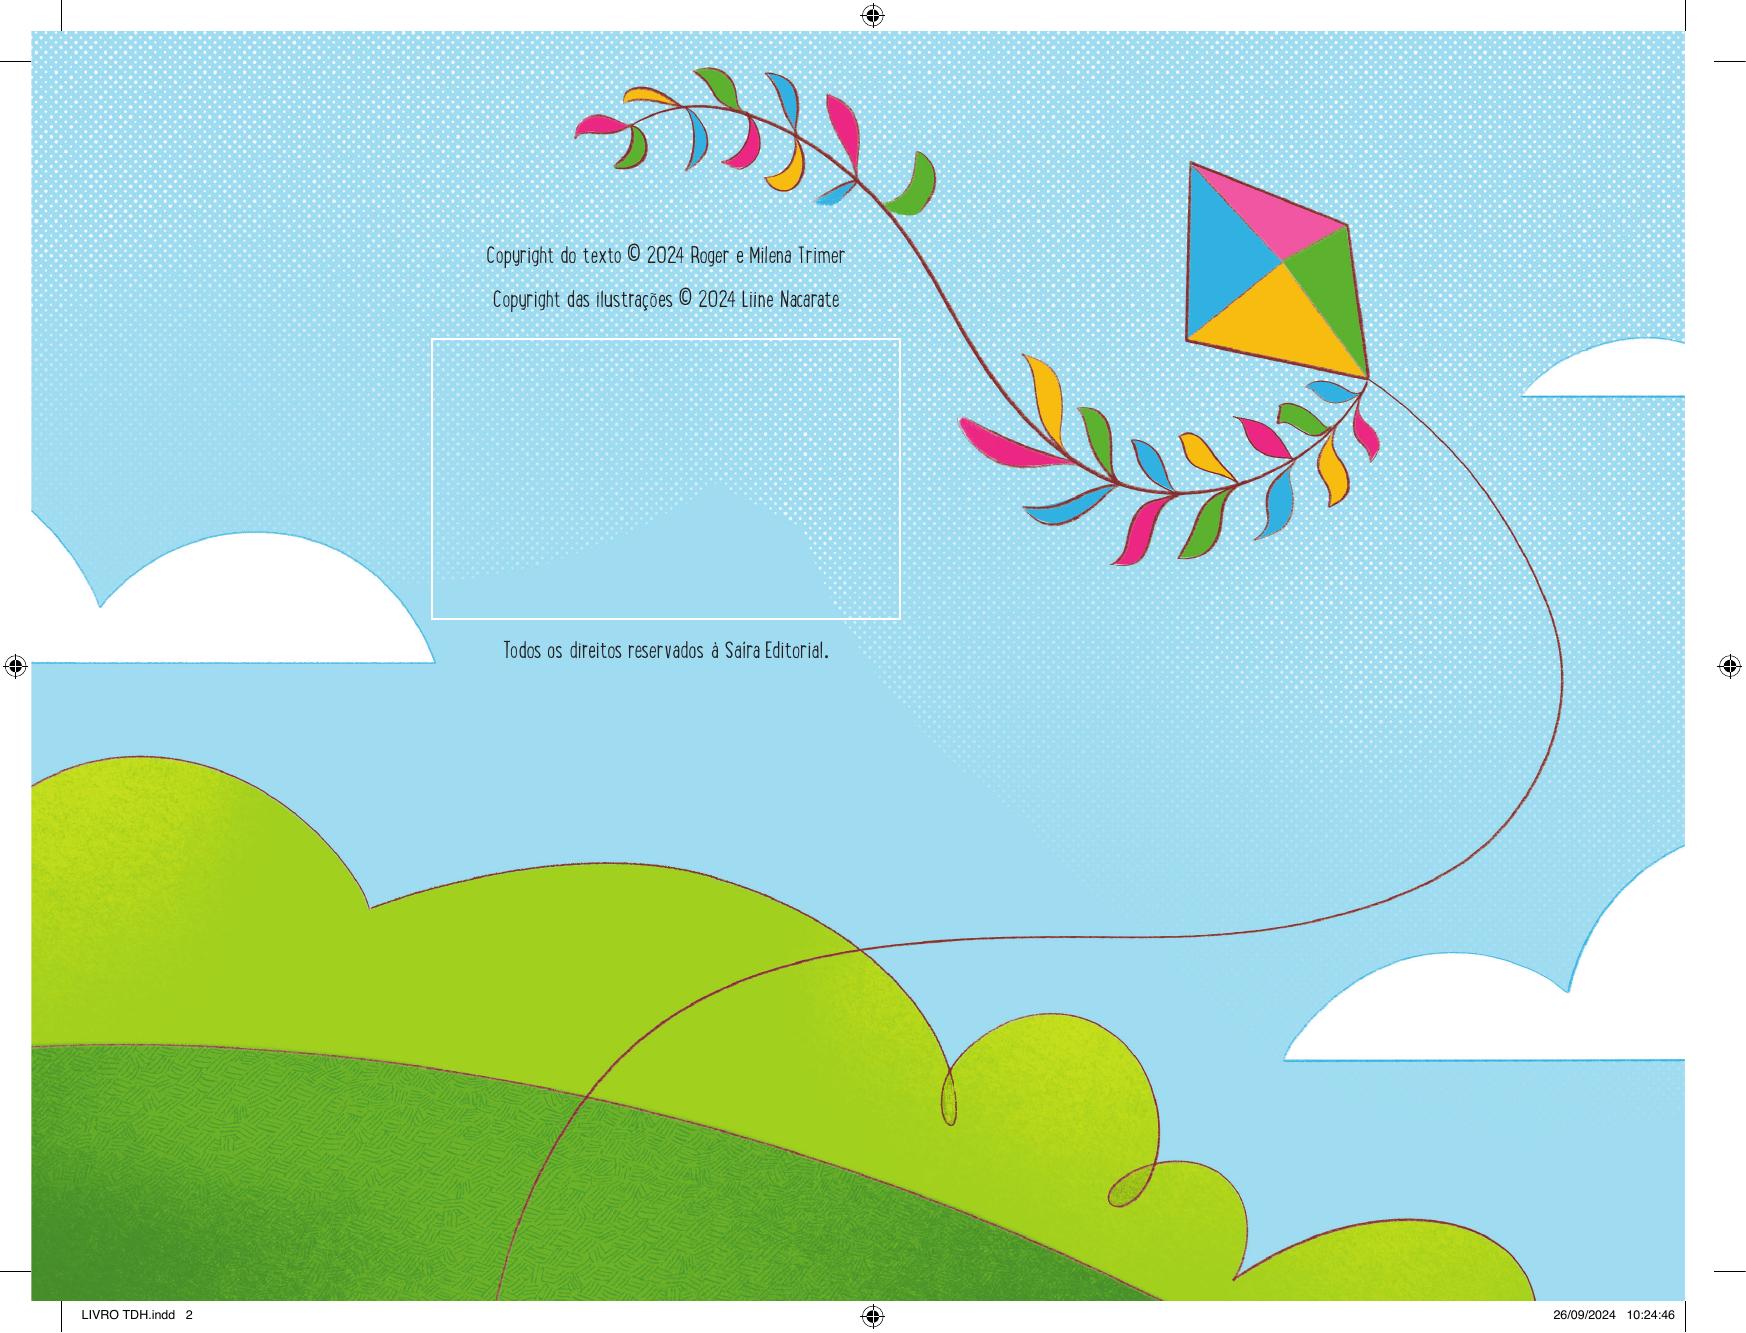 Copyright do texto © 2024 Roger e Milena Trimer
Copyright das ilustrações © 2024 Liine Nacarate
Todos os direitos reservados à Saíra Editorial.
LIVRO TDH.indd 2
26/09/2024 10:24:46